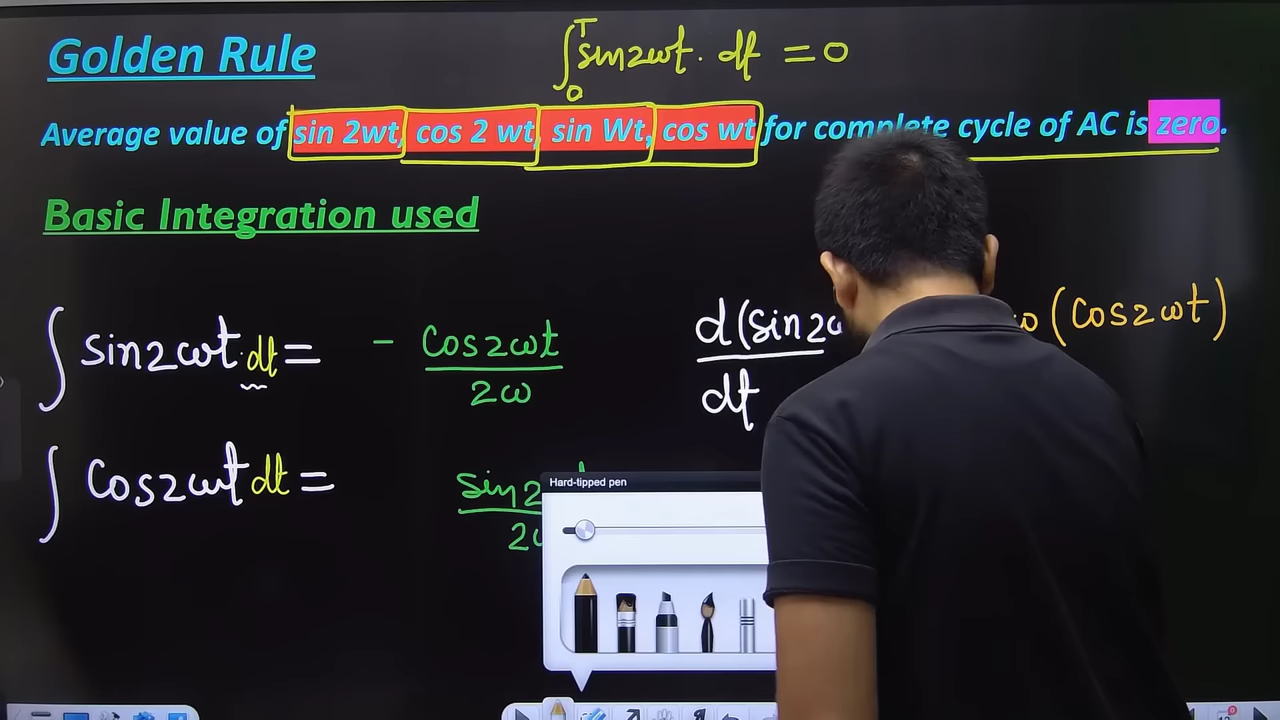 Golden Rule
∫₀ᵀ sin2ωt. dt = 0
Average value of sin 2wt, cos 2 wt, sin Wt, cos wt for complete cycle of AC is zero.
Basic Integration used
∫ sin2ωt.dt = - cos2ωt / 2ω
d(sin2ω / dt ω (cos2ωt)
∫ cos2ωt dt = sin2 / 2ω
Hard-tipped pen